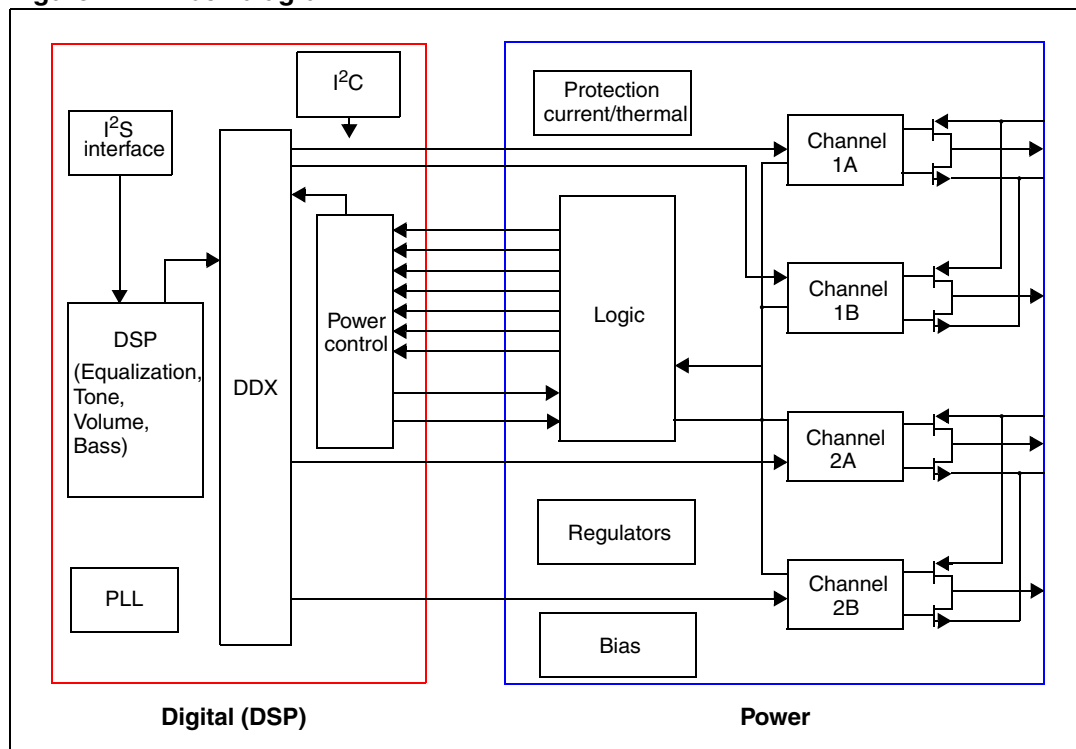 I²C
I²S
interface
DSP
(Equalization,
Tone,
Volume,
Bass)
PLL
DDX
Power
control
Digital (DSP)
Protection
current/thermal
Logic
Regulators
Bias
Channel
1A
Channel
1B
Channel
2A
Channel
2B
Power